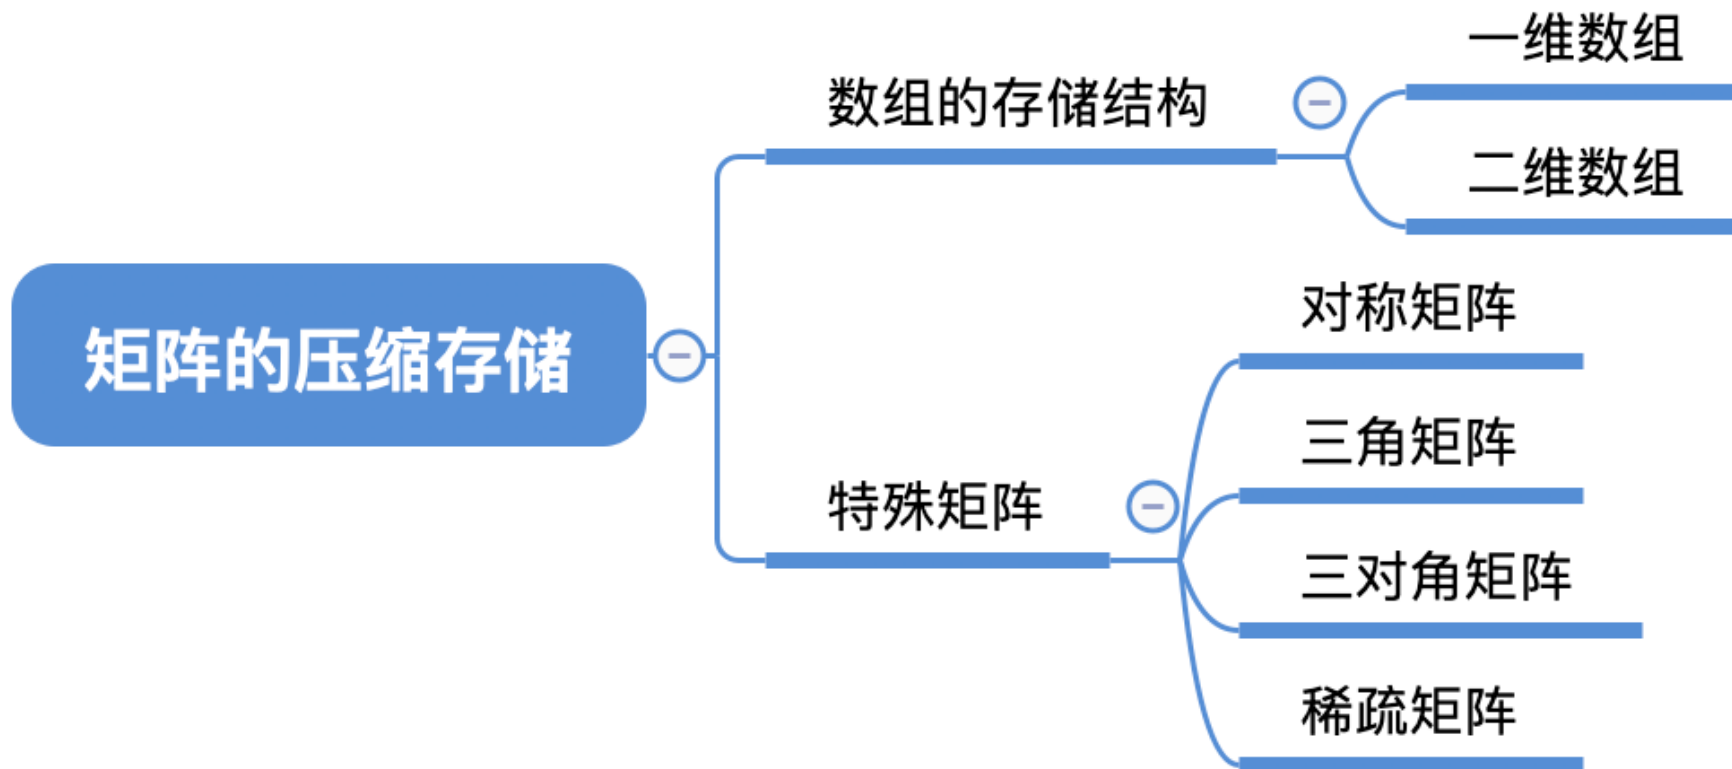 矩阵的压缩存储
数组的存储结构
一维数组
二维数组
特殊矩阵
对称矩阵
三角矩阵
三对角矩阵
稀疏矩阵